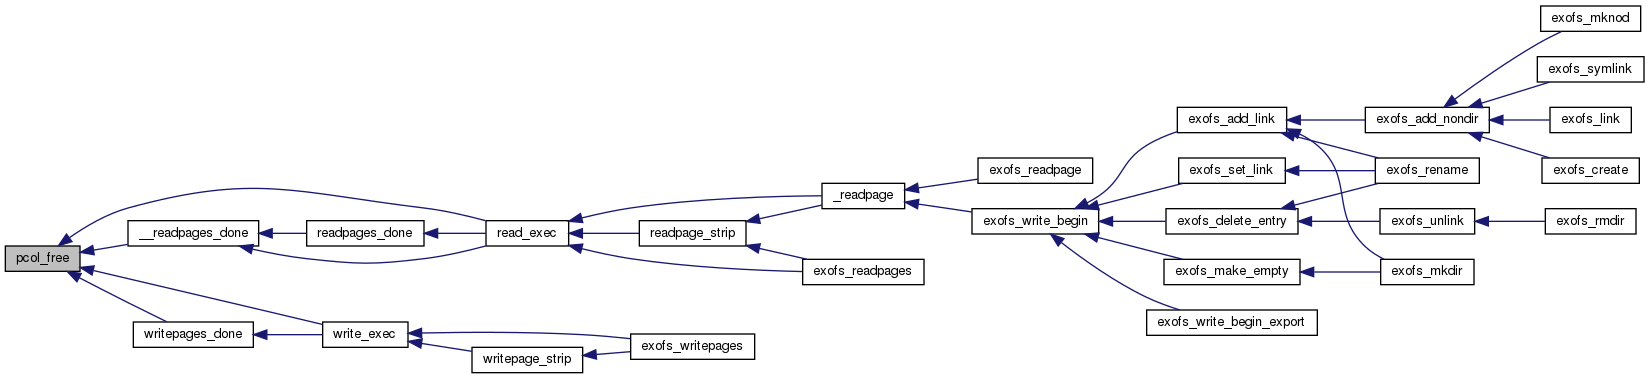 exofs_mknod
exofs_symlink
exofs_add_link
exofs_add_nondir
exofs_link
exofs_readpage
exofs_set_link
exofs_rename
exofs_create
_readpage
exofs_write_begin
exofs_delete_entry
exofs_unlink
exofs_rmdir
__readpages_done
readpages_done
read_exec
readpage_strip
pcol_free
exofs_readpages
exofs_make_empty
exofs_mkdir
writepages_done
write_exec
exofs_writepages
exofs_write_begin_export
writepage_strip